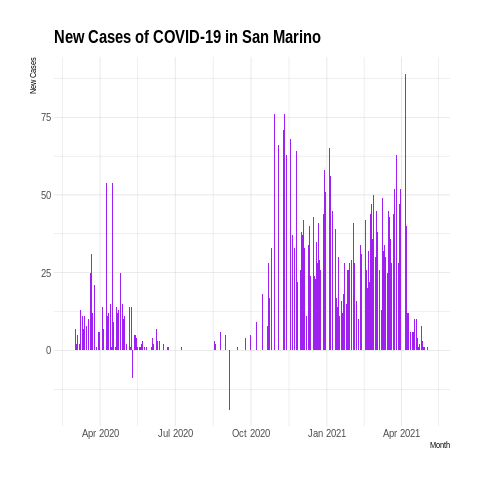 New Cases of COVID-19 in San Marino
New Cases
75
50
25
0
Apr 2020 Jul 2020 Oct 2020 Jan 2021 Apr 2021
Month